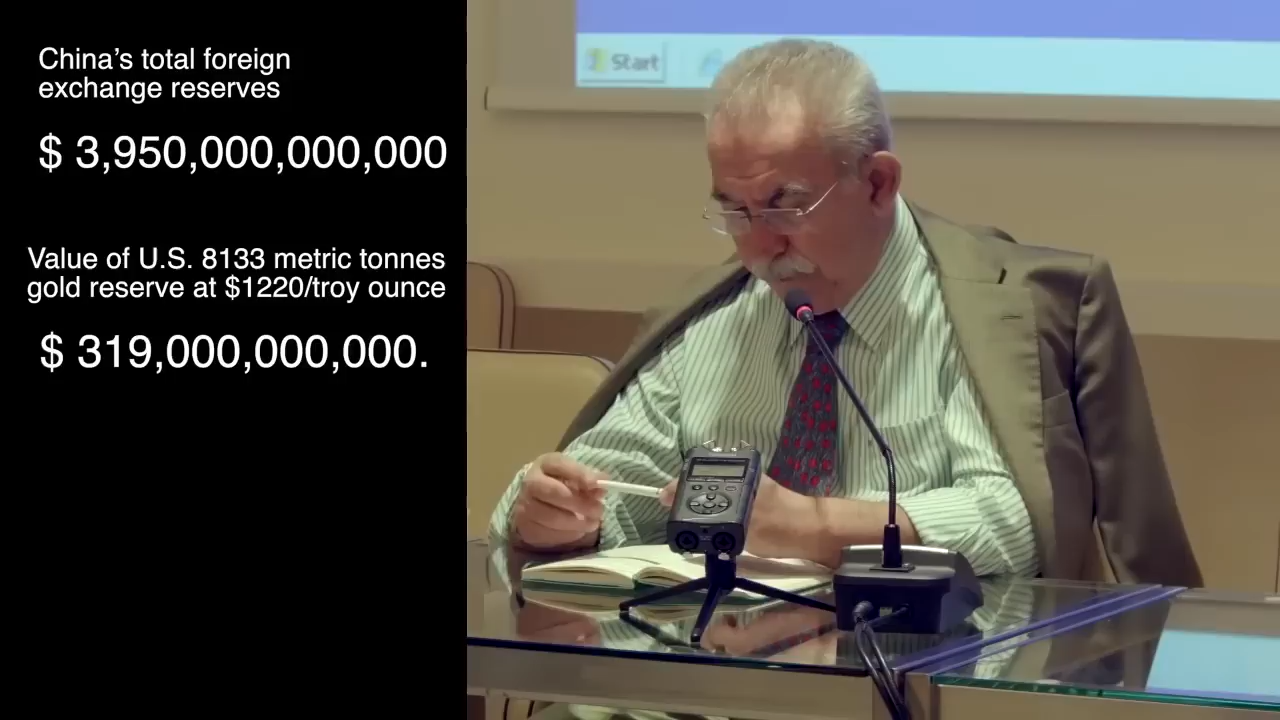 China’s total foreign
exchange reserves
$ 3,950,000,000,000
Value of U.S. 8133 metric tonnes
gold reserve at $1220/troy ounce
$ 319,000,000,000.
Start